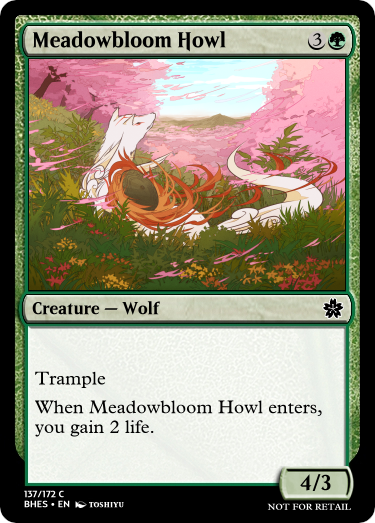 Meadowbloom Howl 3
Creature — Wolf
Trample
When Meadowbloom Howl enters,
you gain 2 life.
4/3
137/172 C
BHES • EN TOSHIYU
NOT FOR RETAIL